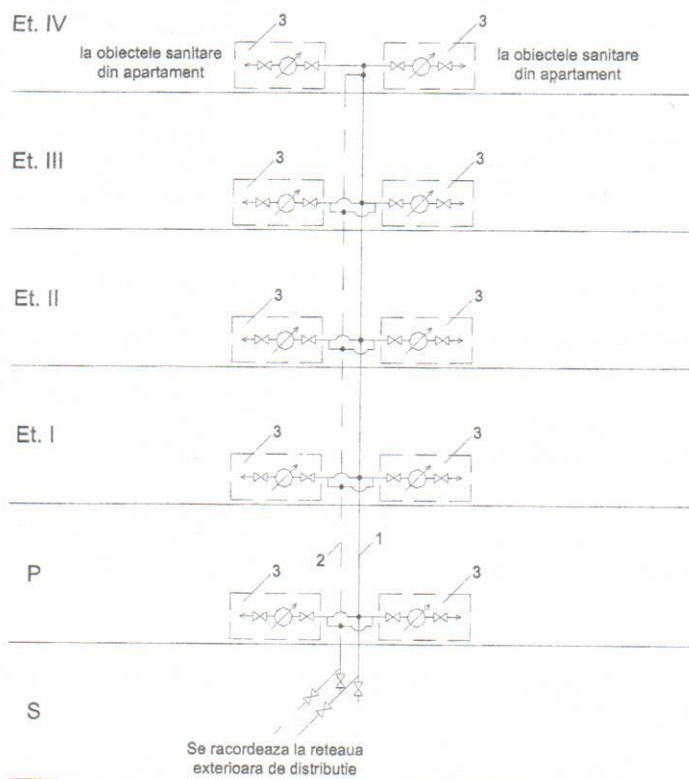 Et. IV
3
3
la obiectele sanitare
din apartament
la obiectele sanitare
din apartament
Et. III
3
3
Et. II
3
3
Et. I
3
3
P
2
1
3
3
S
Se racordeaza la reteaua
exterioara de distributie